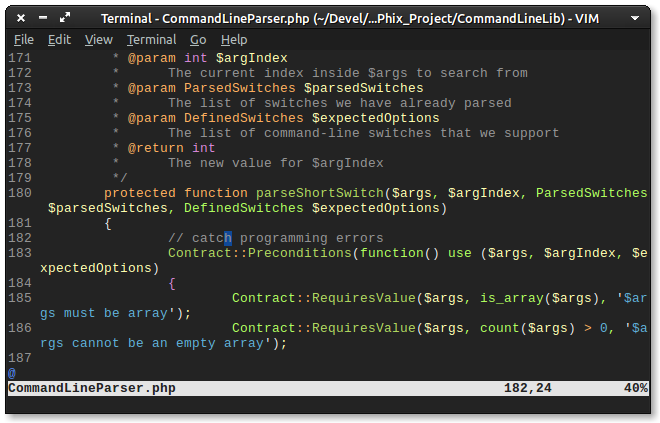 Terminal - CommandLineParser.php (~/Devel/...Phix_Project/CommandLineLib) - VIM
File Edit View Terminal Go Help
171 * @param int $argIndex
172 * The current index inside $args to search from
173 * @param ParsedSwitches $parsedSwitches
174 * The list of switches we have already parsed
175 * @param DefinedSwitches $expectedOptions
176 * The list of command-line switches that we support
177 * @return int
178 * The new value for $argIndex
179 */
180 protected function parseShortSwitch($args, $argIndex, ParsedSwitches
$parsedSwitches, DefinedSwitches $expectedOptions)
181 {
182 // catch programming errors
183 Contract::Preconditions(function() use ($args, $argIndex, $e
xpectedOptions)
184 {
185 Contract::RequiresValue($args, is_array($args), '$ar
gs must be array');
186 Contract::RequiresValue($args, count($args) > 0, '$a
rgs cannot be an empty array');
187
@
CommandLineParser.php 182,24 40%